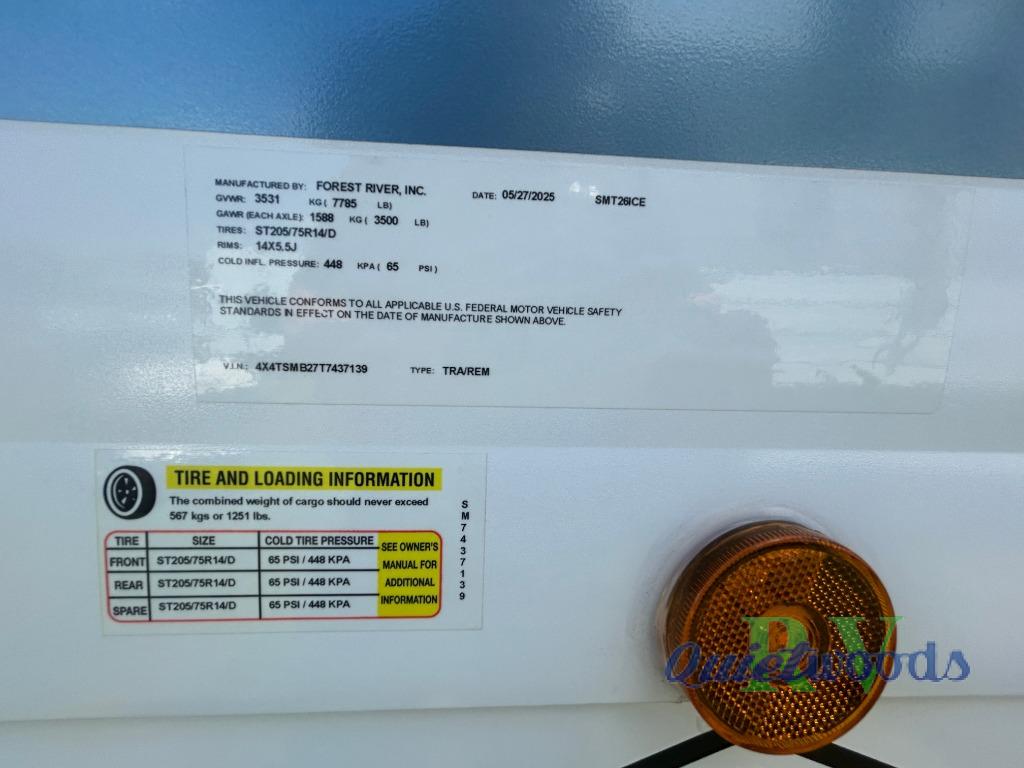 MANUFACTURED BY: FOREST RIVER, INC. DATE: 05/27/2025 SMT26ICE
GVWR: 3531 KG ( 7785 LB)
GAWR (EACH AXLE): 1588 KG ( 3500 LB)
TIRES: ST205/75R14/D
RIMS: 14X5.5J
COLD INFL. PRESSURE: 448 KPA ( 65 PSI )
THIS VEHICLE CONFORMS TO ALL APPLICABLE U.S. FEDERAL MOTOR VEHICLE SAFETY
STANDARDS IN EFFECT ON THE DATE OF MANUFACTURE SHOWN ABOVE.
V.I.N.: 4X4TSMB27T7437139 TYPE: TRA/REM
TIRE AND LOADING INFORMATION
The combined weight of cargo should never exceed
567 kgs or 1251 lbs.
TIRE SIZE COLD TIRE PRESSURE
FRONT ST205/75R14/D 65 PSI / 448 KPA
REAR ST205/75R14/D 65 PSI / 448 KPA
SPARE ST205/75R14/D 65 PSI / 448 KPA
SEE OWNER'S
MANUAL FOR
ADDITIONAL
INFORMATION
SM7437139
Quietwoods RV